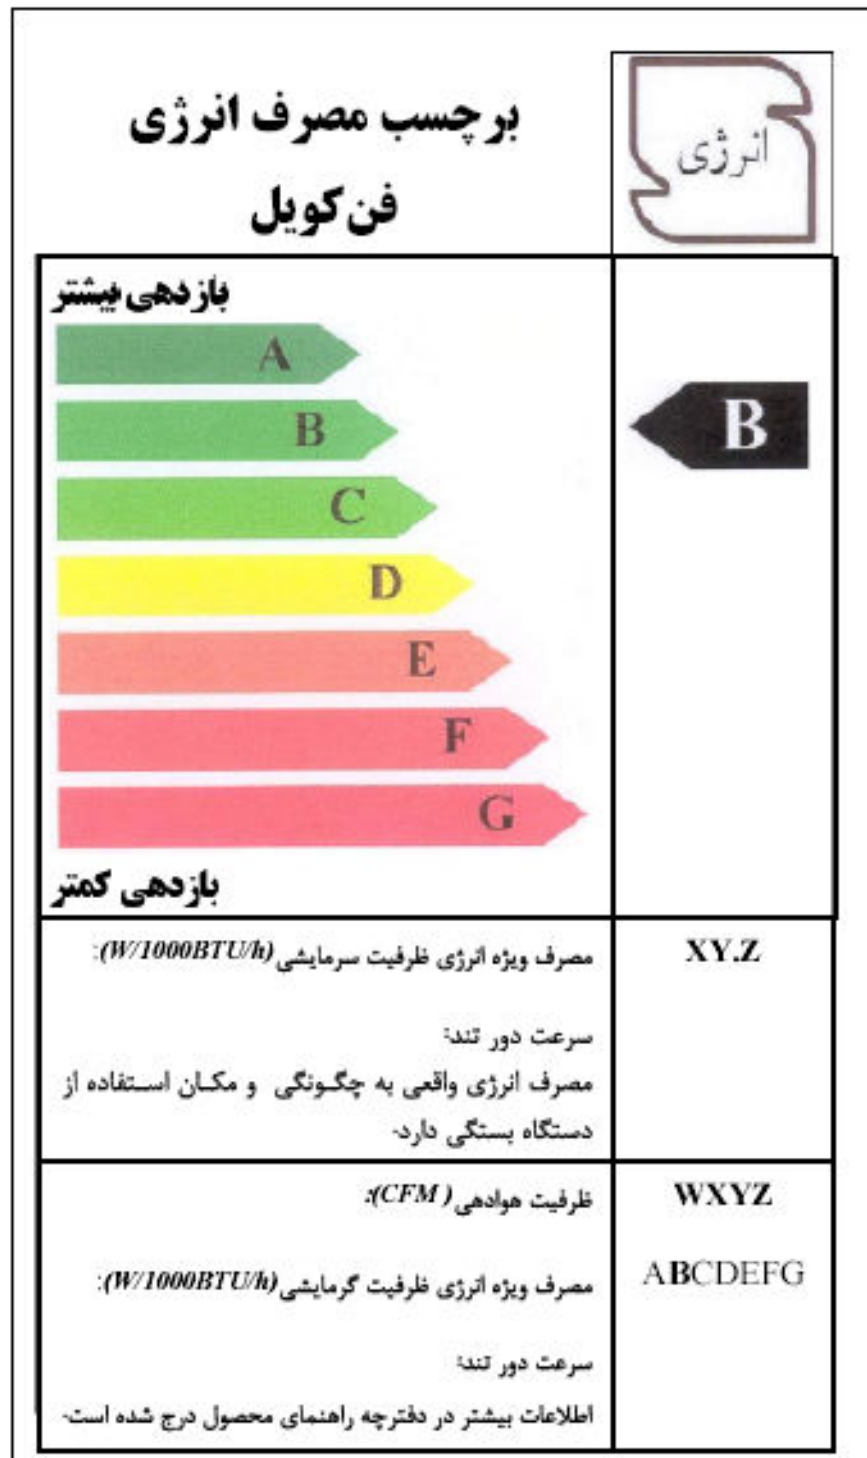 برچسب مصرف انرژی
فن کویل
انرژی
بازدهی بیشتر
A
B
B
C
D
E
F
G
بازدهی کمتر
مصرف ویژه انرژی ظرفیت سرمایشی (W/1000BTU/h):
XY.Z
سرعت دور تند:
مصرف انرژی واقعی به چگونگی و مکان استفاده از
دستگاه بستگی دارد.
ظرفیت هوادهی (CFM):
WXYZ
مصرف ویژه انرژی ظرفیت گرمایشی (W/1000BTU/h):
ABCDEFG
سرعت دور تند:
اطلاعات بیشتر در دفترچه راهنمای محصول درج شده است.